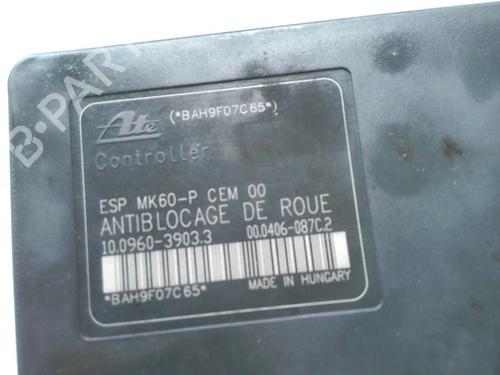 B-PARTS
Ate
(*BAH9F07C65*)
Controller
ESP MK60-P CEM 00
ANTIBLOCAGE DE ROUE
10.0960-3903.3 00.0406-087C.2
*BAH9F07C65*
MADE IN HUNGARY